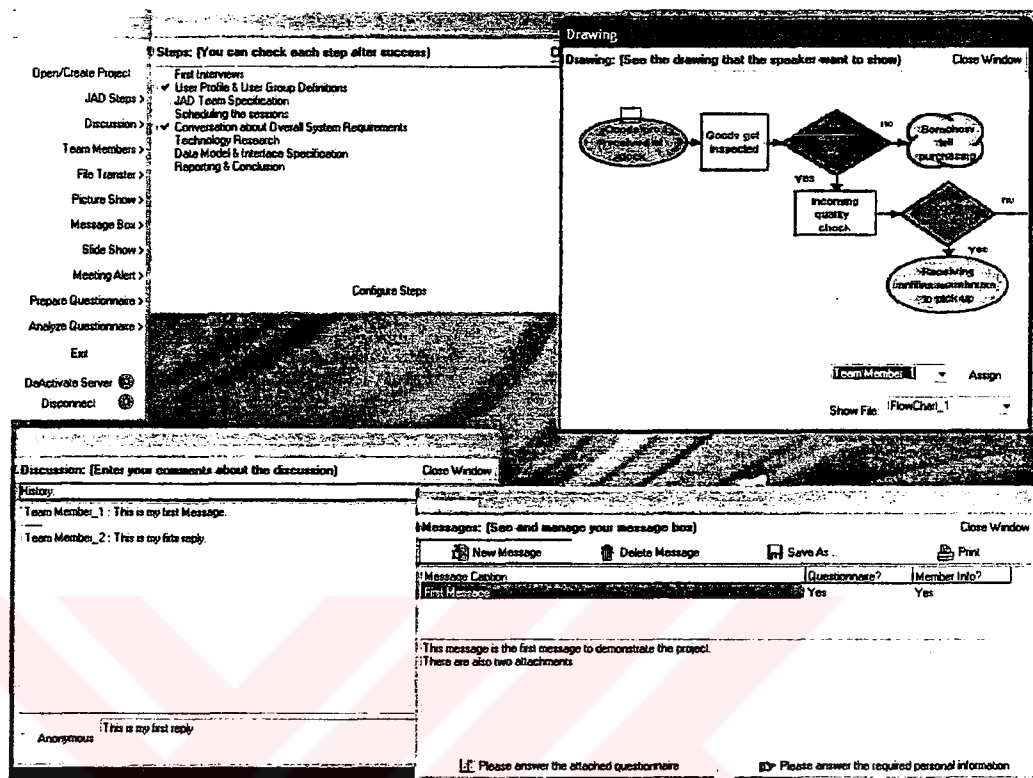 Steps: (You can check each step after success)
Open/Create Project
JAD Steps >
Discussion >
Team Members >
File Transfer >
Picture Show >
Message Box >
Slide Show >
Meeting Alert >
Prepare Questionnaire >
Analyze Questionnaire >
Exit
DeActivate Server
Disconnect
First Interviews
User Profile & User Group Definitions
JAD Team Specification
Scheduling the sessions
Conversation about Overall System Requirements
Technology Research
Data Model & Interface Specification
Reporting & Conclusion
Configure Steps
Drawing
Drawing: (See the drawing that the speaker want to show) Close Window
Goods get
inspected
no
Somehow
tell
purchasing
yes
Incoming
quality
check
no
yes
Receiving
to pick up
Team Member_1 Assign
Show File: FlowChart_1
Discussion: (Enter your comments about the discussion) Close Window
History:
Team Member_1 : This is my first Message.
Team Member_2 : This is my firts reply.
Anonymous This is my first reply
Messages: (See and manage your message box) Close Window
New Message Delete Message Save As .. Print
Message Caption Questionnaire? Member Info?
First Message Yes Yes
This message is the first message to demonstrate the project.
There are also two attachments
Please answer the attached questionnaire Please answer the required personal information